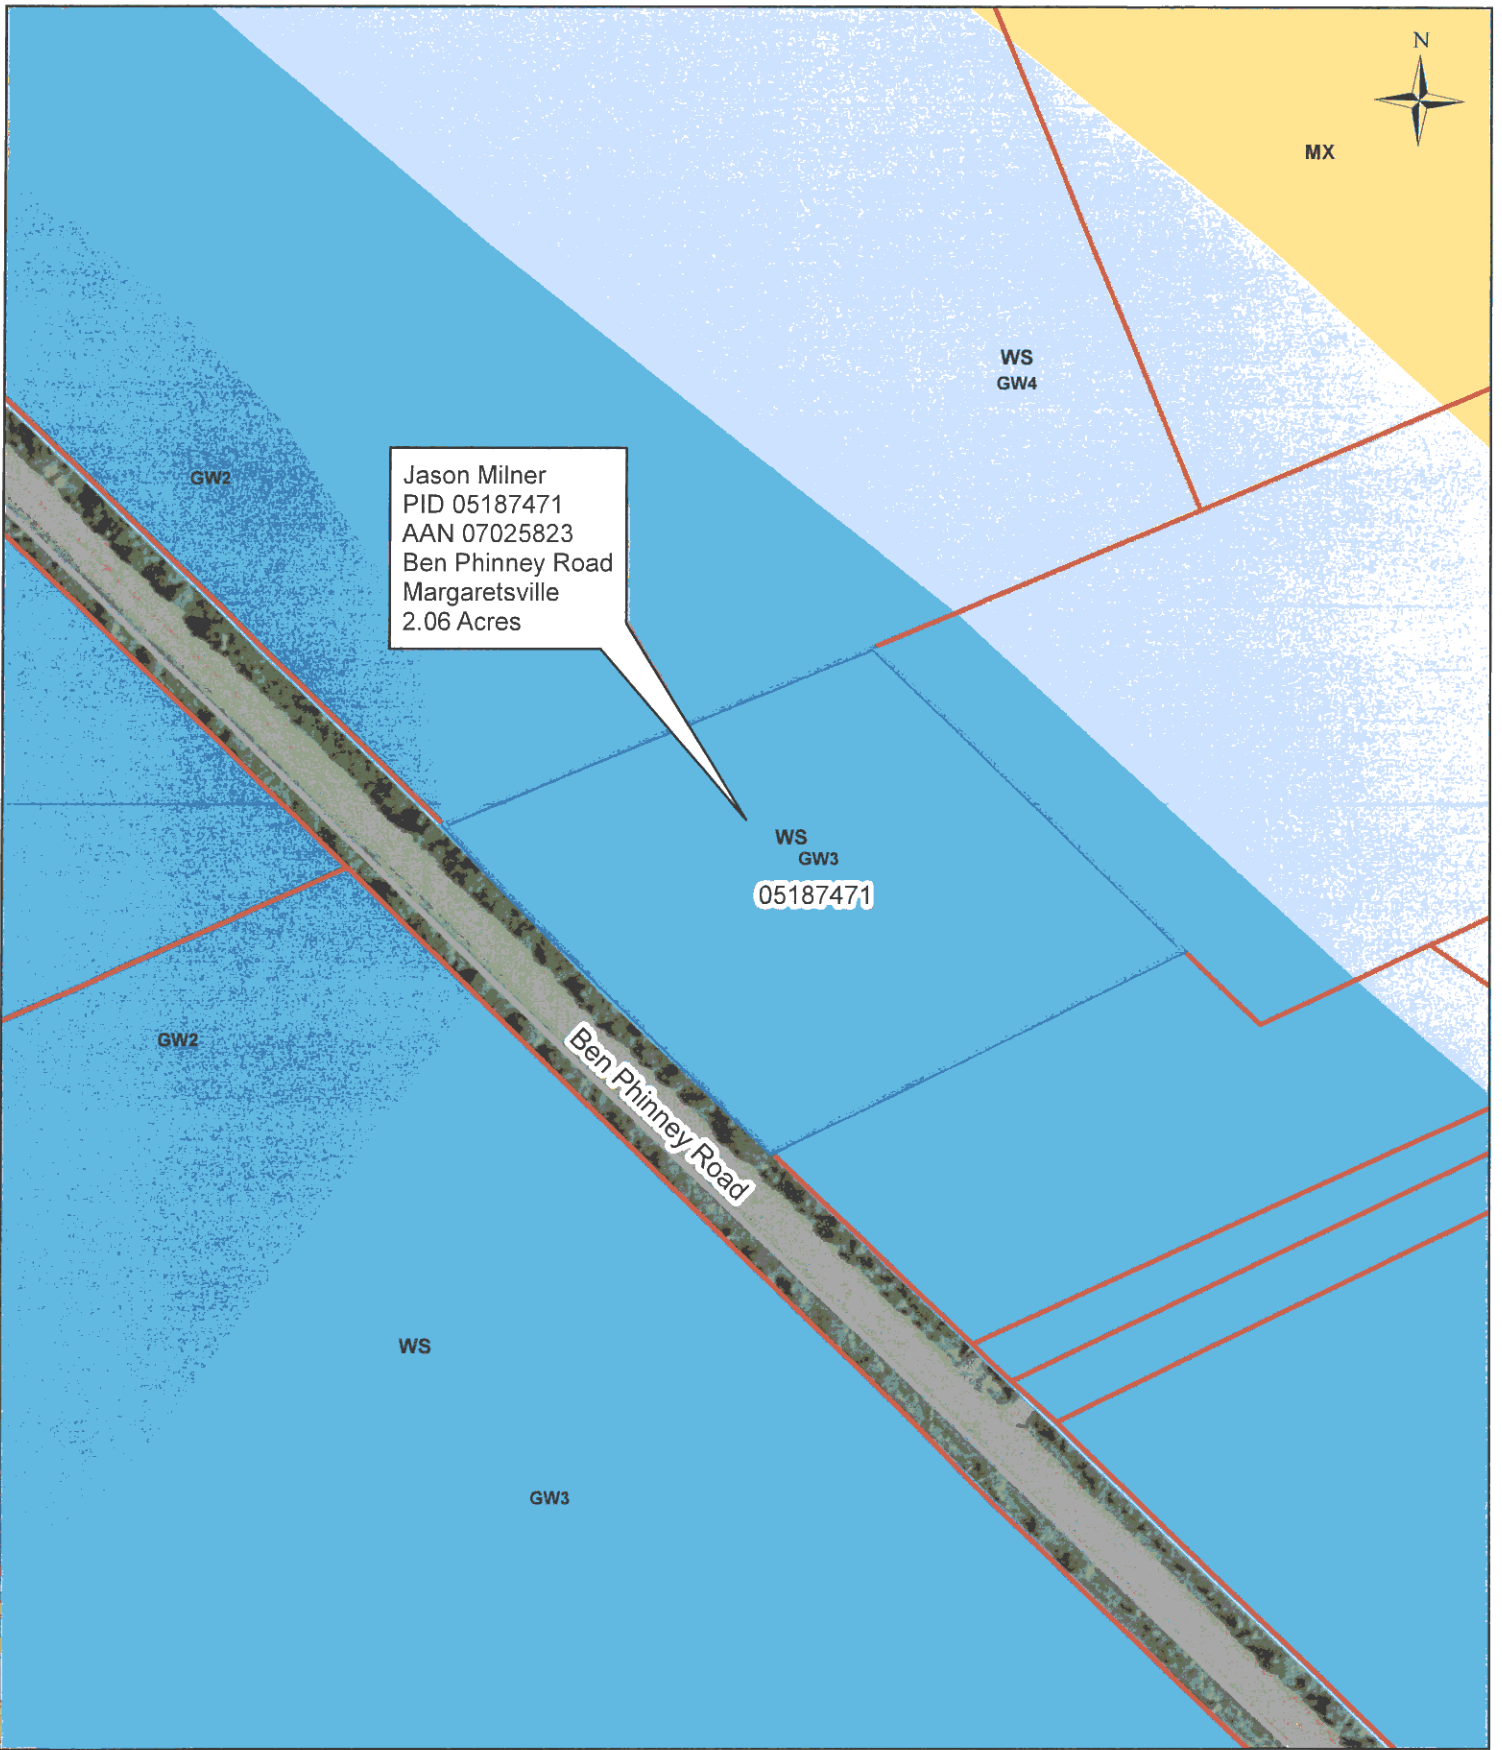 N
MX
WS
GW4
GW2
Jason Milner
PID 05187471
AAN 07025823
Ben Phinney Road
Margaretsville
2.06 Acres
WS
GW3
05187471
GW2
Ben Phinney Road
WS
GW3